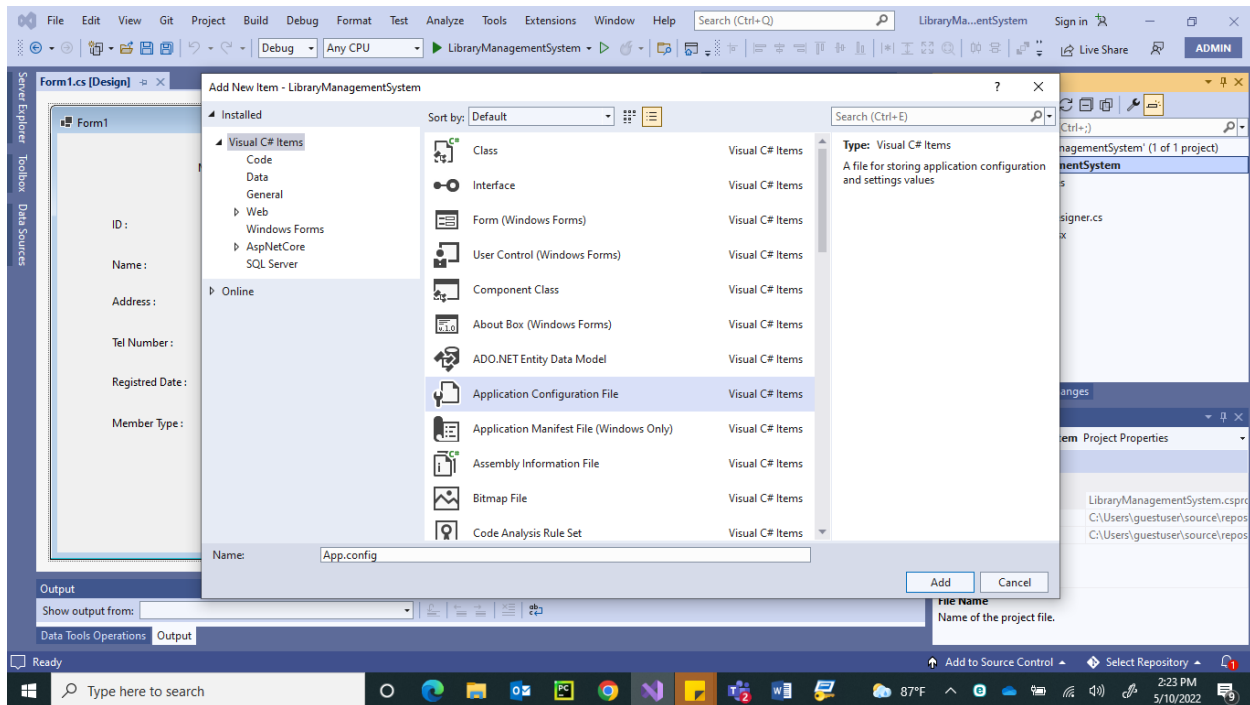 File Edit View Git Project Build Debug Format Test Analyze Tools Extensions Window Help Search (Ctrl+Q) LibraryMa...entSystem Sign in
Debug Any CPU LibraryManagementSystem Live Share ADMIN
Server Explorer
Toolbox
Data Sources
Form1.cs [Design]
Form1
ID :
Name :
Address :
Tel Number :
Registred Date :
Member Type :
Add New Item - LibraryManagementSystem ?
Installed
Visual C# Items
Code
Data
General
Web
Windows Forms
AspNetCore
SQL Server
Online
Sort by: Default
Search (Ctrl+E)
C# Class Visual C# Items
Interface Visual C# Items
Form (Windows Forms) Visual C# Items
User Control (Windows Forms) Visual C# Items
Component Class Visual C# Items
v.1.0 About Box (Windows Forms) Visual C# Items
ADO.NET Entity Data Model Visual C# Items
Application Configuration File Visual C# Items
Application Manifest File (Windows Only) Visual C# Items
C# Assembly Information File Visual C# Items
Bitmap File Visual C# Items
Code Analysis Rule Set Visual C# Items
Type: Visual C# Items
A file for storing application configuration
and settings values
Name: App.config
Add Cancel
Ctrl+;)
nagementSystem' (1 of 1 project)
mentSystem
s
signer.cs
sx
anges
em Project Properties
LibraryManagementSystem.cspro
C:\Users\guestuser\source\repos
C:\Users\guestuser\source\repos
File Name
Name of the project file.
Output
Show output from:
Data Tools Operations Output
Ready Add to Source Control Select Repository 1
Type here to search 87°F
2:23 PM
5/10/2022